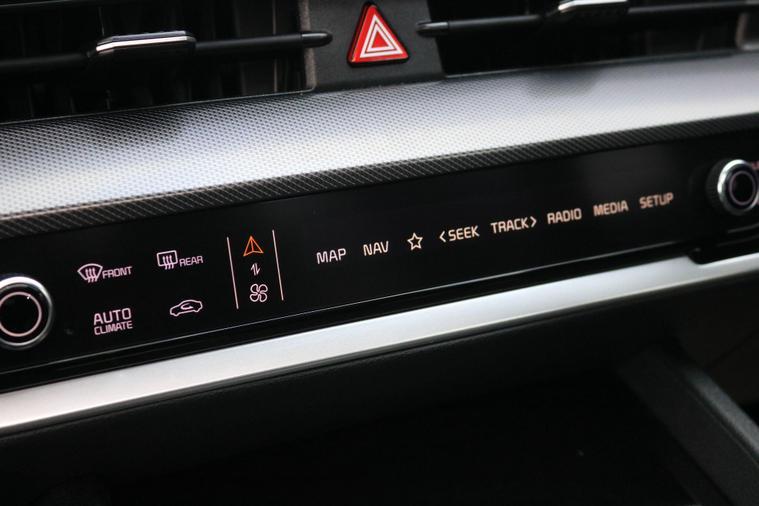 FRONT
REAR
AUTO
CLIMATE
MAP
NAV
<SEEK
TRACK>
RADIO
MEDIA
SETUP